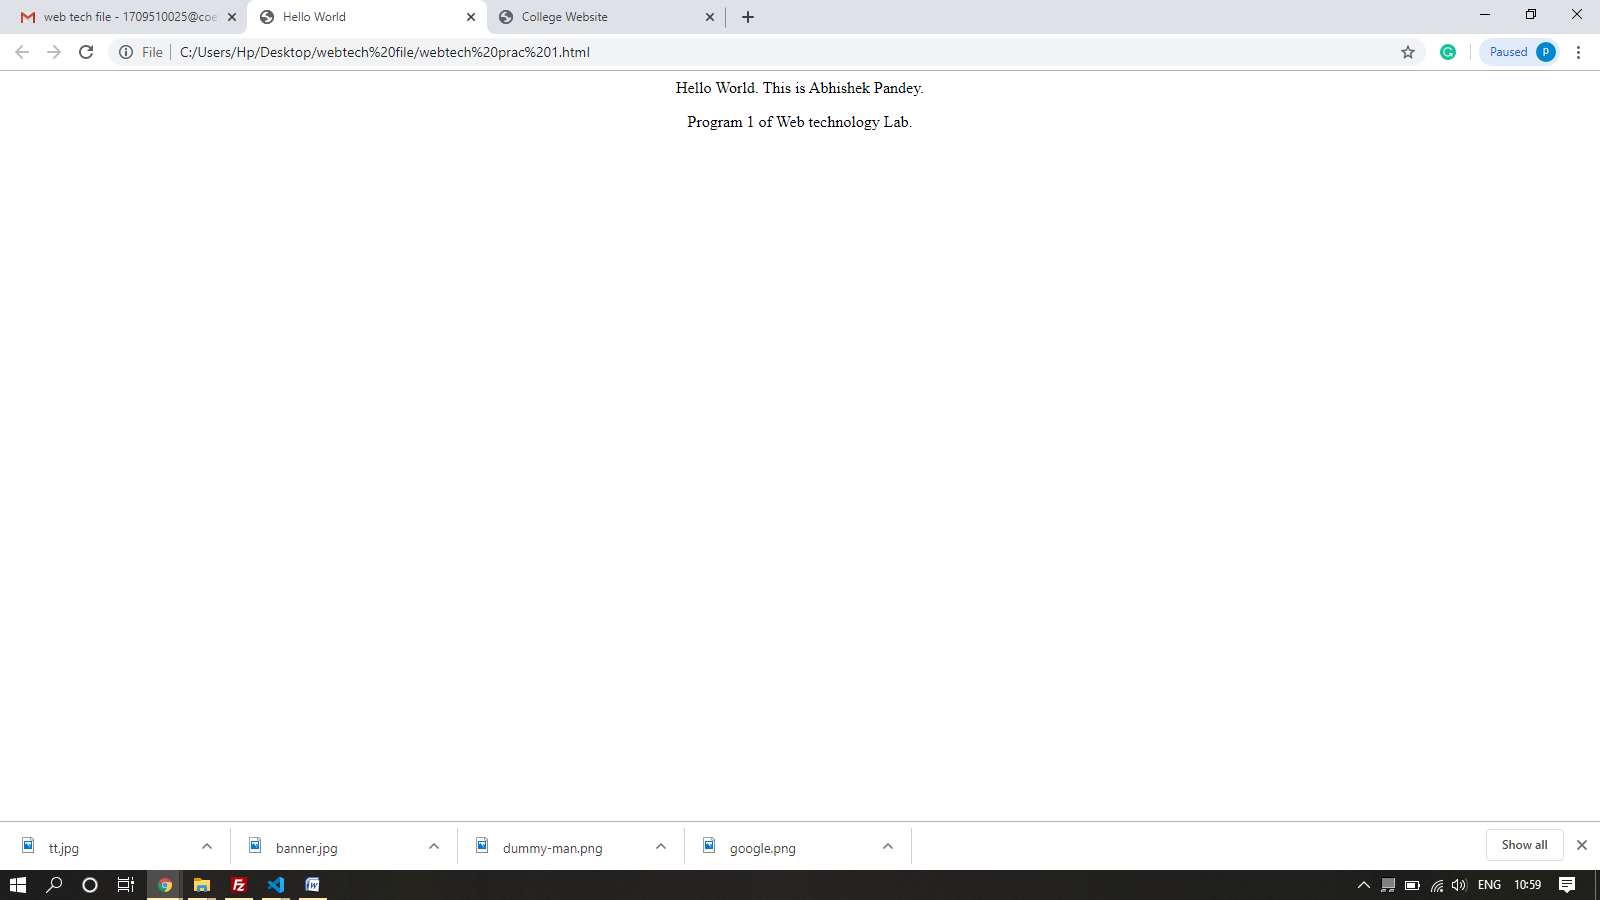 web tech file - 1709510025@coe
Hello World
College Website
File
C:/Users/Hp/Desktop/webtech%20file/webtech%20prac%201.html
Paused
p
Hello World. This is Abhishek Pandey.
Program 1 of Web technology Lab.
tt.jpg
banner.jpg
dummy-man.png
google.png
Show all
ENG
10:59